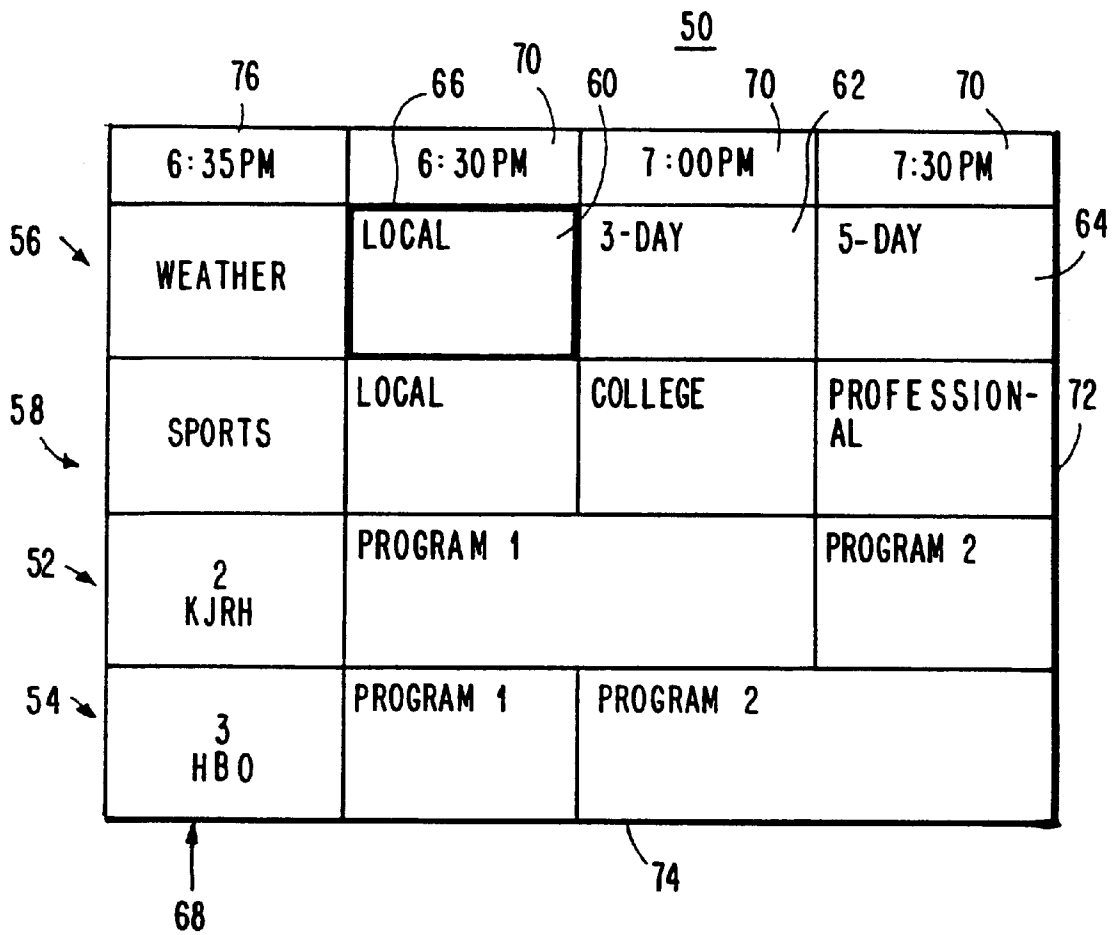 50
76 66 70 60 70 62 70
6:35PM 6:30PM 7:00PM 7:30PM
56 WEATHER LOCAL 3-DAY 5-DAY 64
58 SPORTS LOCAL COLLEGE PROFESSION-
AL 72
52 2
KJRH PROGRAM 1 PROGRAM 2
54 3
HBO PROGRAM 1 PROGRAM 2
68 74